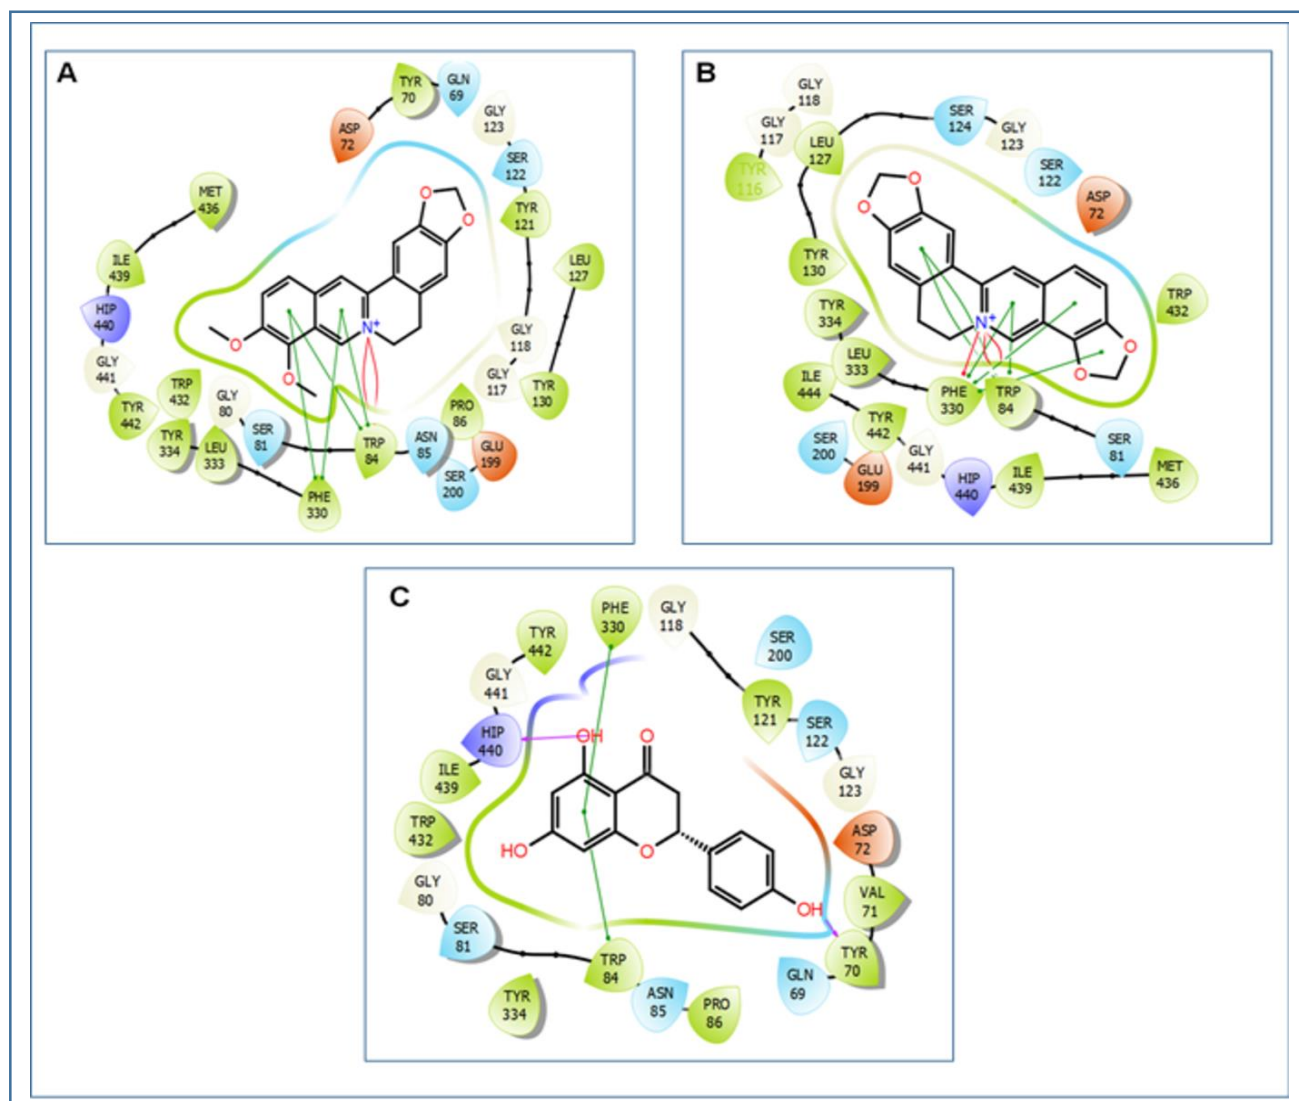 A
TYR
70
GLN
69
ASP
72
GLY
123
SER
122
TYR
121
MET
436
ILE
439
HIP
440
GLY
441
TYR
442
TRP
432
TYR
334
LEU
333
GLY
80
SER
81
PHE
330
TRP
84
ASN
85
PRO
86
GLU
199
SER
200
GLY
118
GLY
117
TYR
130
LEU
127
O
O
N+
O
O
B
GLY
118
GLY
117
TYR
116
LEU
127
SER
124
GLY
123
SER
122
ASP
72
TYR
130
TYR
334
LEU
333
ILE
444
PHE
330
TRP
84
TRP
432
TYR
442
SER
200
GLU
199
GLY
441
HIP
440
ILE
439
SER
81
MET
436
O
O
N+
O
O
C
PHE
330
GLY
118
TYR
442
GLY
441
HIP
440
ILE
439
TRP
432
GLY
80
SER
81
TYR
334
TRP
84
ASN
85
PRO
86
SER
200
TYR
121
SER
122
GLY
123
ASP
72
VAL
71
TYR
70
GLN
69
OH
O
HO
O
OH